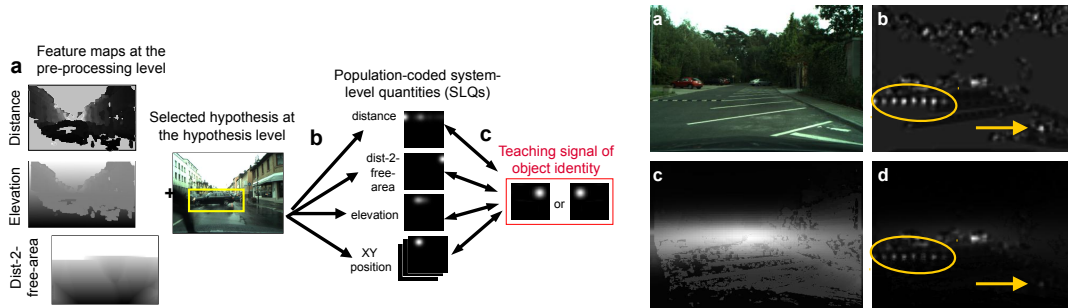 a
Feature maps at the
pre-processing level
Distance
Elevation
Dist-2-
free-area
+
Selected hypothesis at
the hypothesis level
b
Population-coded system-
level quantities (SLQs)
distance
dist-2-
free-
area
elevation
XY
position
c
Teaching signal of
object identity
or
a
b
c
d